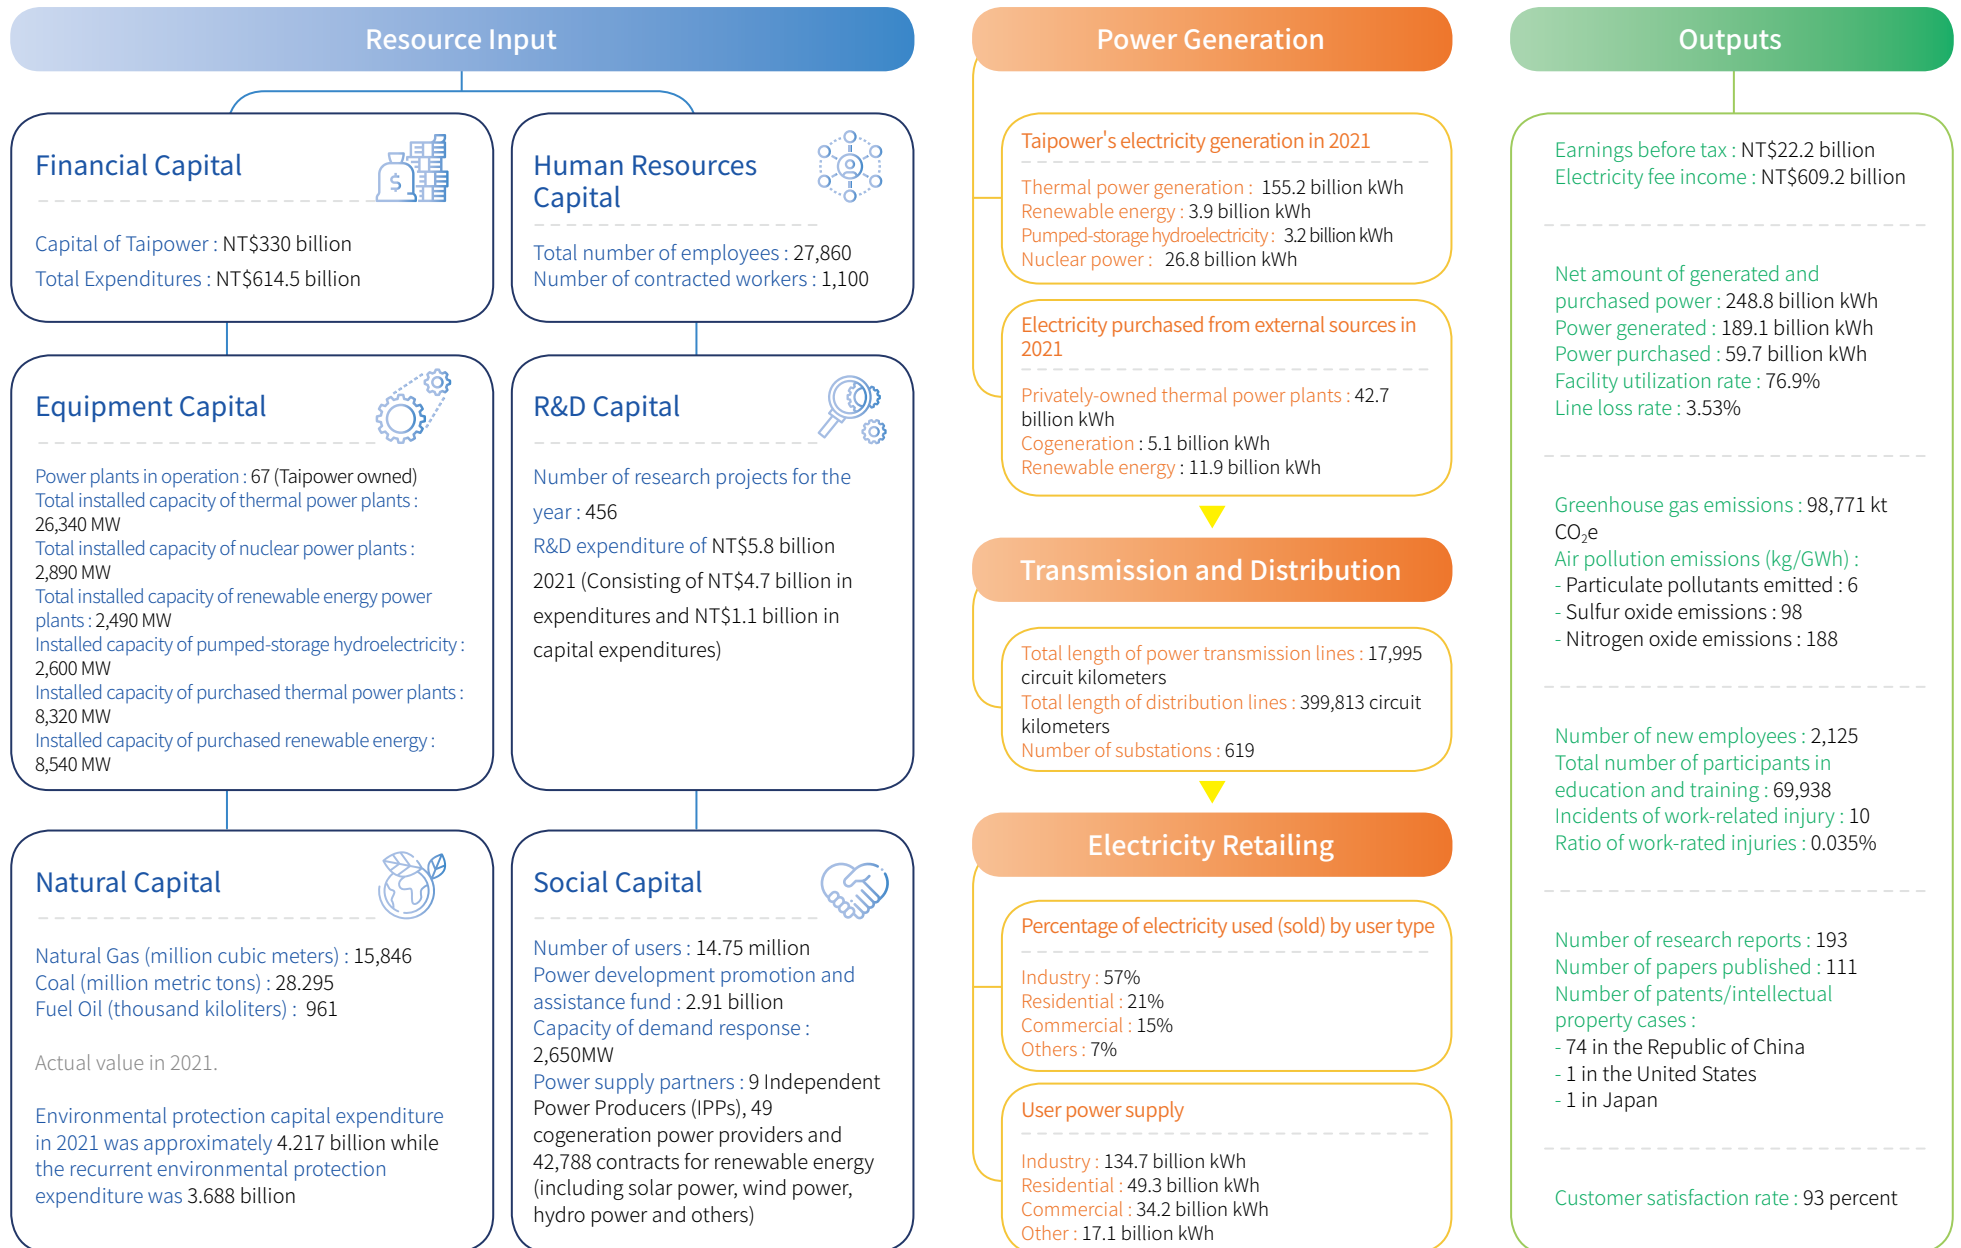 Resource Input
Financial Capital
Capital of Taipower : NT$330 billion
Total Expenditures : NT$614.5 billion
Human Resources
Capital
Total number of employees : 27,860
Number of contracted workers : 1,100
Equipment Capital
Power plants in operation : 67 (Taipower owned)
Total installed capacity of thermal power plants :
26,340 MW
Total installed capacity of nuclear power plants :
2,890 MW
Total installed capacity of renewable energy power
plants : 2,490 MW
Installed capacity of pumped-storage hydroelectricity :
2,600 MW
Installed capacity of purchased thermal power plants :
8,320 MW
Installed capacity of purchased renewable energy :
8,540 MW
R&D Capital
Number of research projects for the
year : 456
R&D expenditure of NT$5.8 billion
2021 (Consisting of NT$4.7 billion in
expenditures and NT$1.1 billion in
capital expenditures)
Natural Capital
Natural Gas (million cubic meters) : 15,846
Coal (million metric tons) : 28.295
Fuel Oil (thousand kiloliters) : 961
Actual value in 2021.
Environmental protection capital expenditure
in 2021 was approximately 4.217 billion while
the recurrent environmental protection
expenditure was 3.688 billion
Social Capital
Number of users : 14.75 million
Power development promotion and
assistance fund : 2.91 billion
Capacity of demand response :
2,650MW
Power supply partners : 9 Independent
Power Producers (IPPs), 49
cogeneration power providers and
42,788 contracts for renewable energy
(including solar power, wind power,
hydro power and others)
Power Generation
Taipower's electricity generation in 2021
Thermal power generation : 155.2 billion kWh
Renewable energy : 3.9 billion kWh
Pumped-storage hydroelectricity : 3.2 billion kWh
Nuclear power : 26.8 billion kWh
Electricity purchased from external sources in
2021
Privately-owned thermal power plants : 42.7
billion kWh
Cogeneration : 5.1 billion kWh
Renewable energy : 11.9 billion kWh
Transmission and Distribution
Total length of power transmission lines : 17,995
circuit kilometers
Total length of distribution lines : 399,813 circuit
kilometers
Number of substations : 619
Electricity Retailing
Percentage of electricity used (sold) by user type
Industry : 57%
Residential : 21%
Commercial : 15%
Others : 7%
User power supply
Industry : 134.7 billion kWh
Residential : 49.3 billion kWh
Commercial : 34.2 billion kWh
Other : 17.1 billion kWh
Outputs
Earnings before tax : NT$22.2 billion
Electricity fee income : NT$609.2 billion
Net amount of generated and
purchased power : 248.8 billion kWh
Power generated : 189.1 billion kWh
Power purchased : 59.7 billion kWh
Facility utilization rate : 76.9%
Line loss rate : 3.53%
Greenhouse gas emissions : 98,771 kt
CO₂e
Air pollution emissions (kg/GWh) :
- Particulate pollutants emitted : 6
- Sulfur oxide emissions : 98
- Nitrogen oxide emissions : 188
Number of new employees : 2,125
Total number of participants in
education and training : 69,938
Incidents of work-related injury : 10
Ratio of work-rated injuries : 0.035%
Number of research reports : 193
Number of papers published : 111
Number of patents/intellectual
property cases :
- 74 in the Republic of China
- 1 in the United States
- 1 in Japan
Customer satisfaction rate : 93 percent